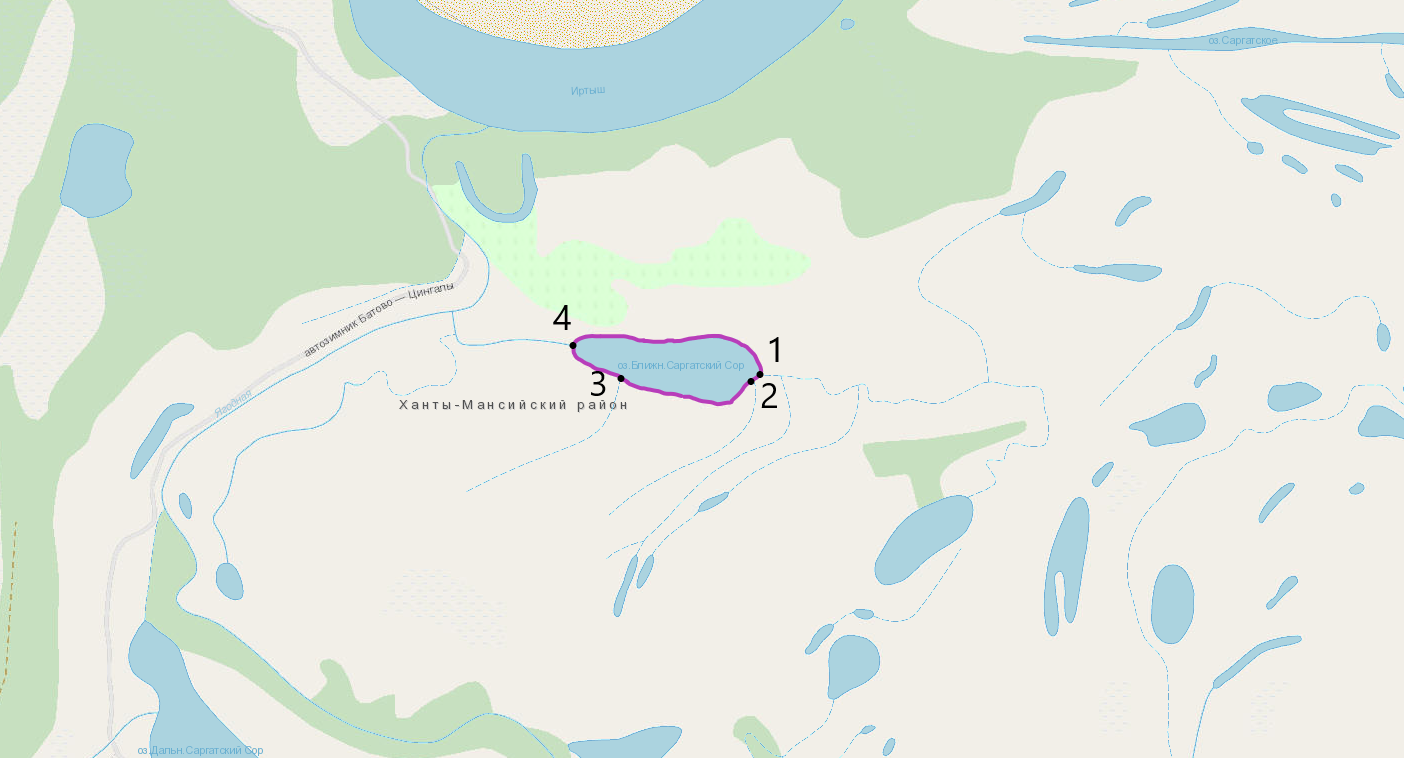 оз.Саргатское
Иртыш
автозимник Батово — Цингалы
4
1
оз.Ближн.Саргатский Сор
3
2
Ханты-Мансийский район
Ягодная
оз.Дальн.Саргатский Сор